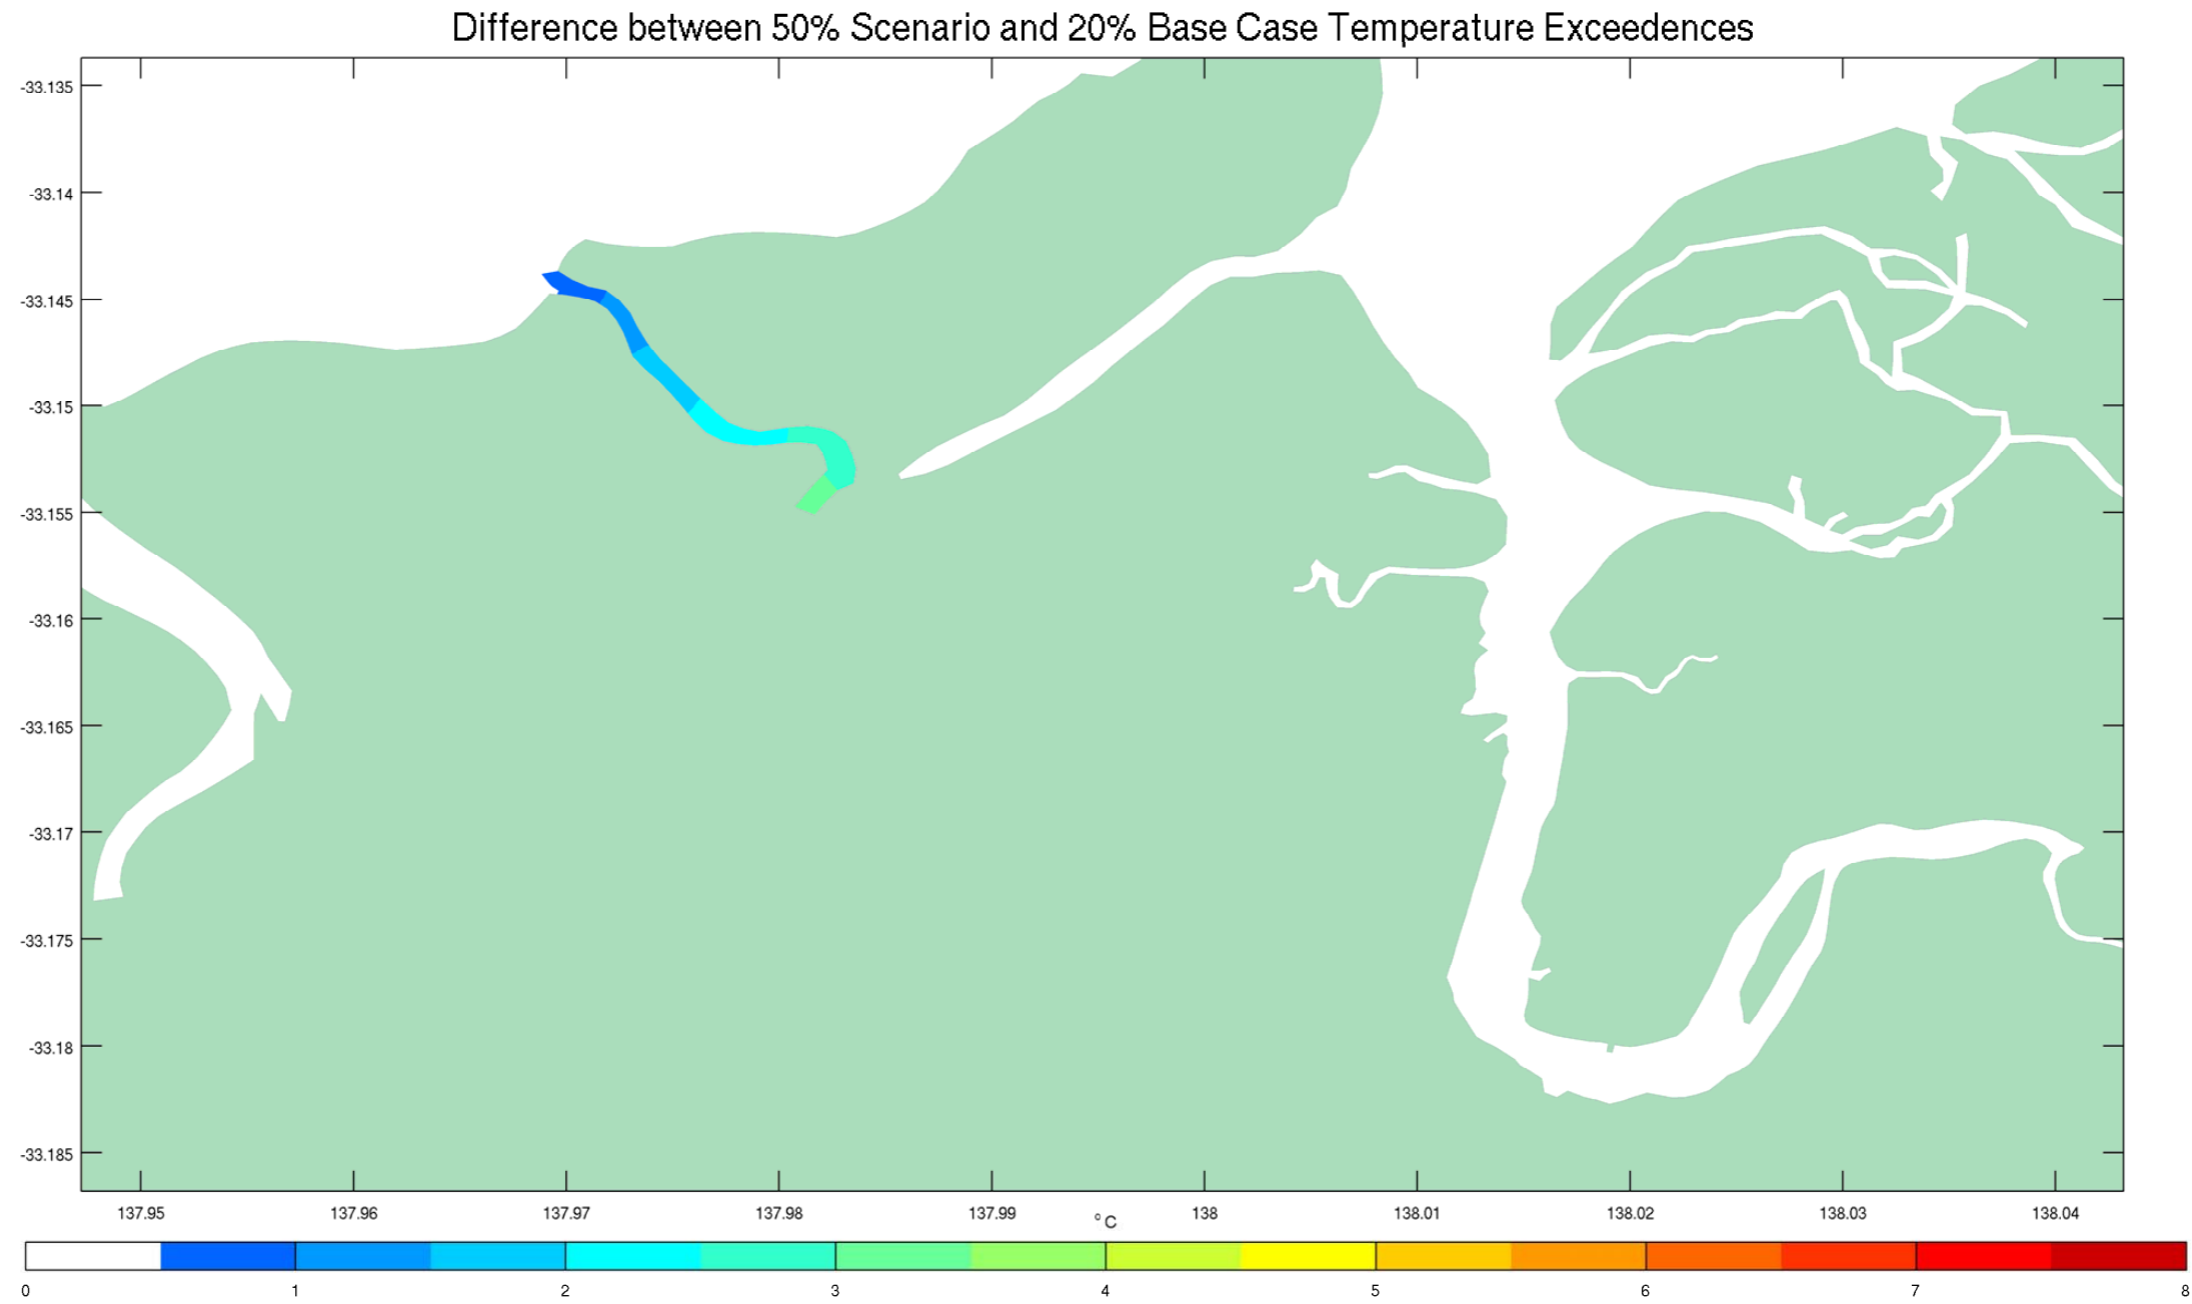 Difference between 50% Scenario and 20% Base Case Temperature Exceedences
-33.135
-33.14
-33.145
-33.15
-33.155
-33.16
-33.165
-33.17
-33.175
-33.18
-33.185
137.95 137.96 137.97 137.98 137.99 138 138.01 138.02 138.03 138.04
°C
0 1 2 3 4 5 6 7 8